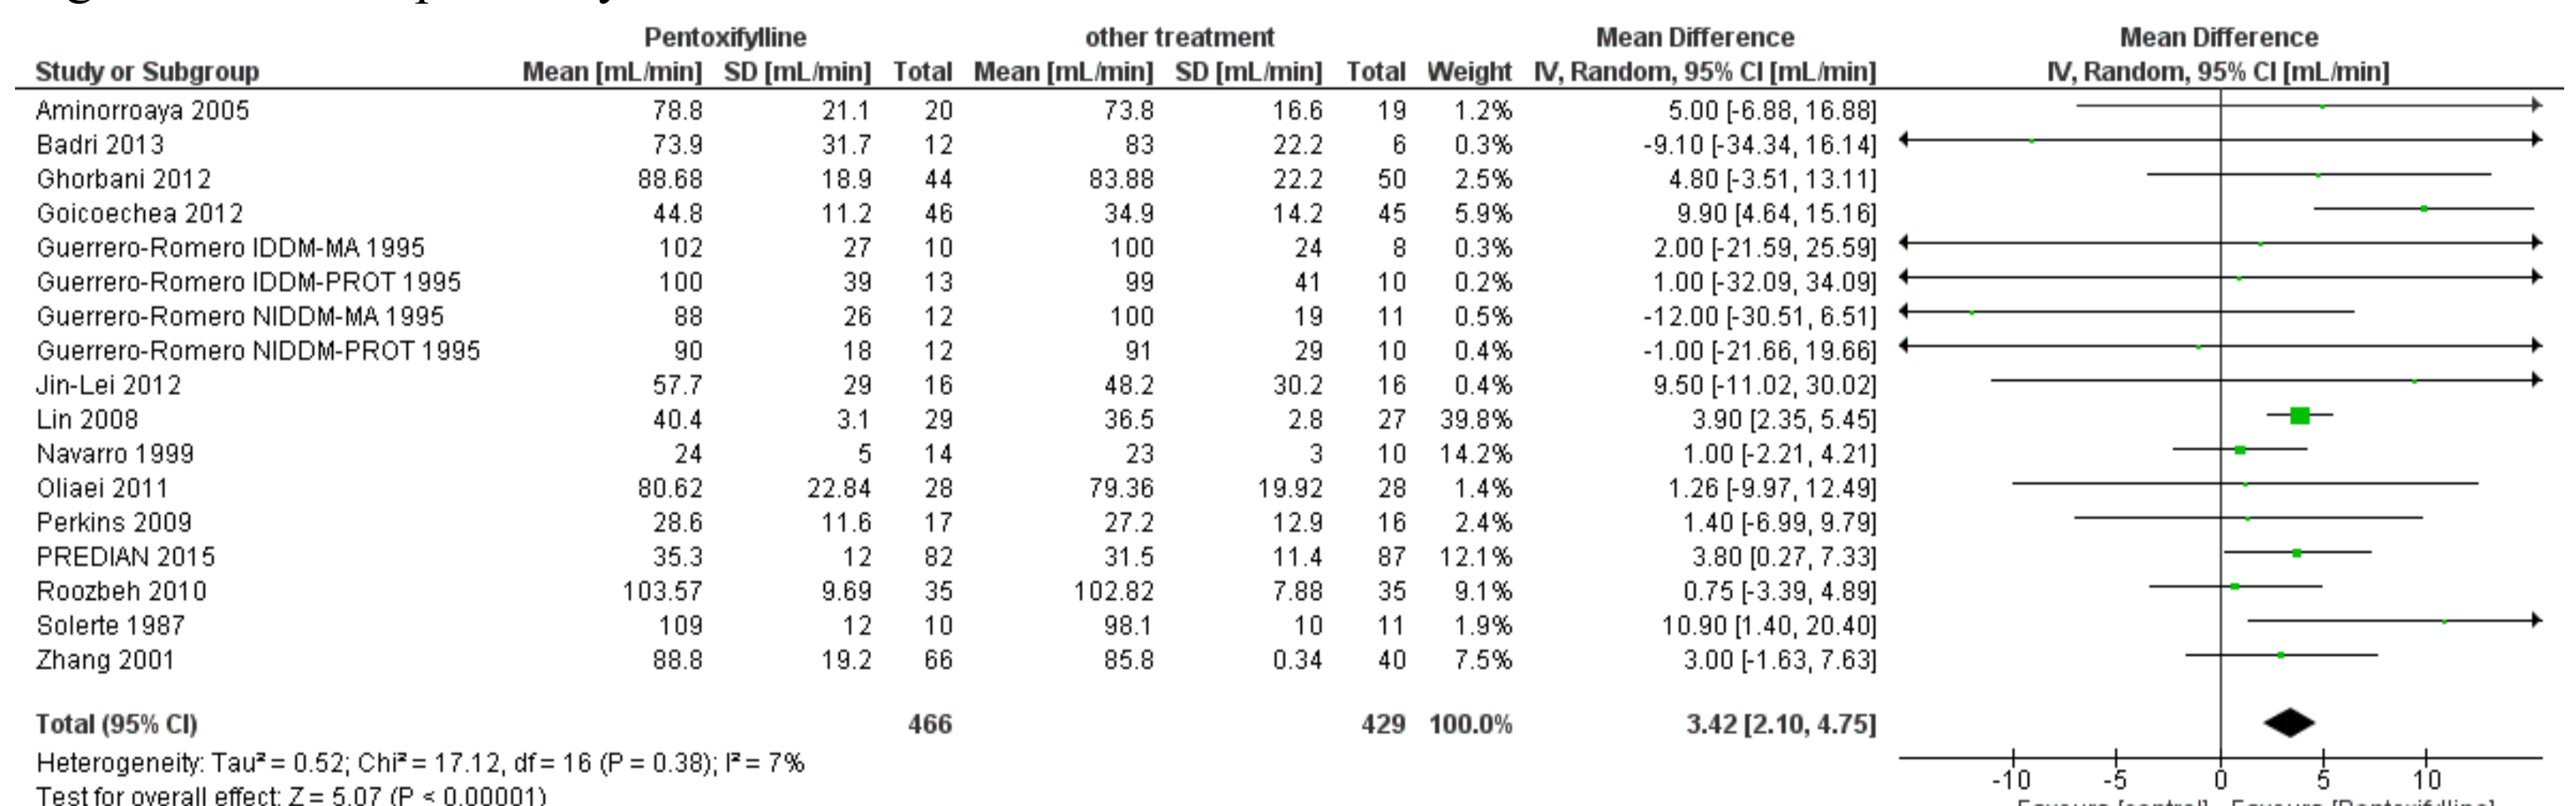 Pentoxifylline other treatment Mean Difference Mean Difference
Study or Subgroup Mean [mL/min] SD [mL/min] Total Mean [mL/min] SD [mL/min] Total Weight IV, Random, 95% CI [mL/min] IV, Random, 95% CI [mL/min]
Aminorroaya 2005 78.8 21.1 20 73.8 16.6 19 1.2% 5.00 [-6.88, 16.88]
Badri 2013 73.9 31.7 12 83 22.2 6 0.3% -9.10 [-34.34, 16.14]
Ghorbani 2012 88.68 18.9 44 83.88 22.2 50 2.5% 4.80 [-3.51, 13.11]
Goicoechea 2012 44.8 11.2 46 34.9 14.2 45 5.9% 9.90 [4.64, 15.16]
Guerrero-Romero IDDM-MA 1995 102 27 10 100 24 8 0.3% 2.00 [-21.59, 25.59]
Guerrero-Romero IDDM-PROT 1995 100 39 13 99 41 10 0.2% 1.00 [-32.09, 34.09]
Guerrero-Romero NIDDM-MA 1995 88 26 12 100 19 11 0.5% -12.00 [-30.51, 6.51]
Guerrero-Romero NIDDM-PROT 1995 90 18 12 91 29 10 0.4% -1.00 [-21.66, 19.66]
Jin-Lei 2012 57.7 29 16 48.2 30.2 16 0.4% 9.50 [-11.02, 30.02]
Lin 2008 40.4 3.1 29 36.5 2.8 27 39.8% 3.90 [2.35, 5.45]
Navarro 1999 24 5 14 23 3 10 14.2% 1.00 [-2.21, 4.21]
Oliaei 2011 80.62 22.84 28 79.36 19.92 28 1.4% 1.26 [-9.97, 12.49]
Perkins 2009 28.6 11.6 17 27.2 12.9 16 2.4% 1.40 [-6.99, 9.79]
PREDIAN 2015 35.3 12 82 31.5 11.4 87 12.1% 3.80 [0.27, 7.33]
Roozbeh 2010 103.57 9.69 35 102.82 7.88 35 9.1% 0.75 [-3.39, 4.89]
Solerte 1987 109 12 10 98.1 10 11 1.9% 10.90 [1.40, 20.40]
Zhang 2001 88.8 19.2 66 85.8 0.34 40 7.5% 3.00 [-1.63, 7.63]
Total (95% CI) 466 429 100.0% 3.42 [2.10, 4.75]
Heterogeneity: Tau² = 0.52; Chi² = 17.12, df = 16 (P = 0.38); I² = 7%
-10 -5 0 5 10
Test for overall effect: Z = 5.07 (P < 0.00001)
Favours [control] Favours [Pentoxifylline]